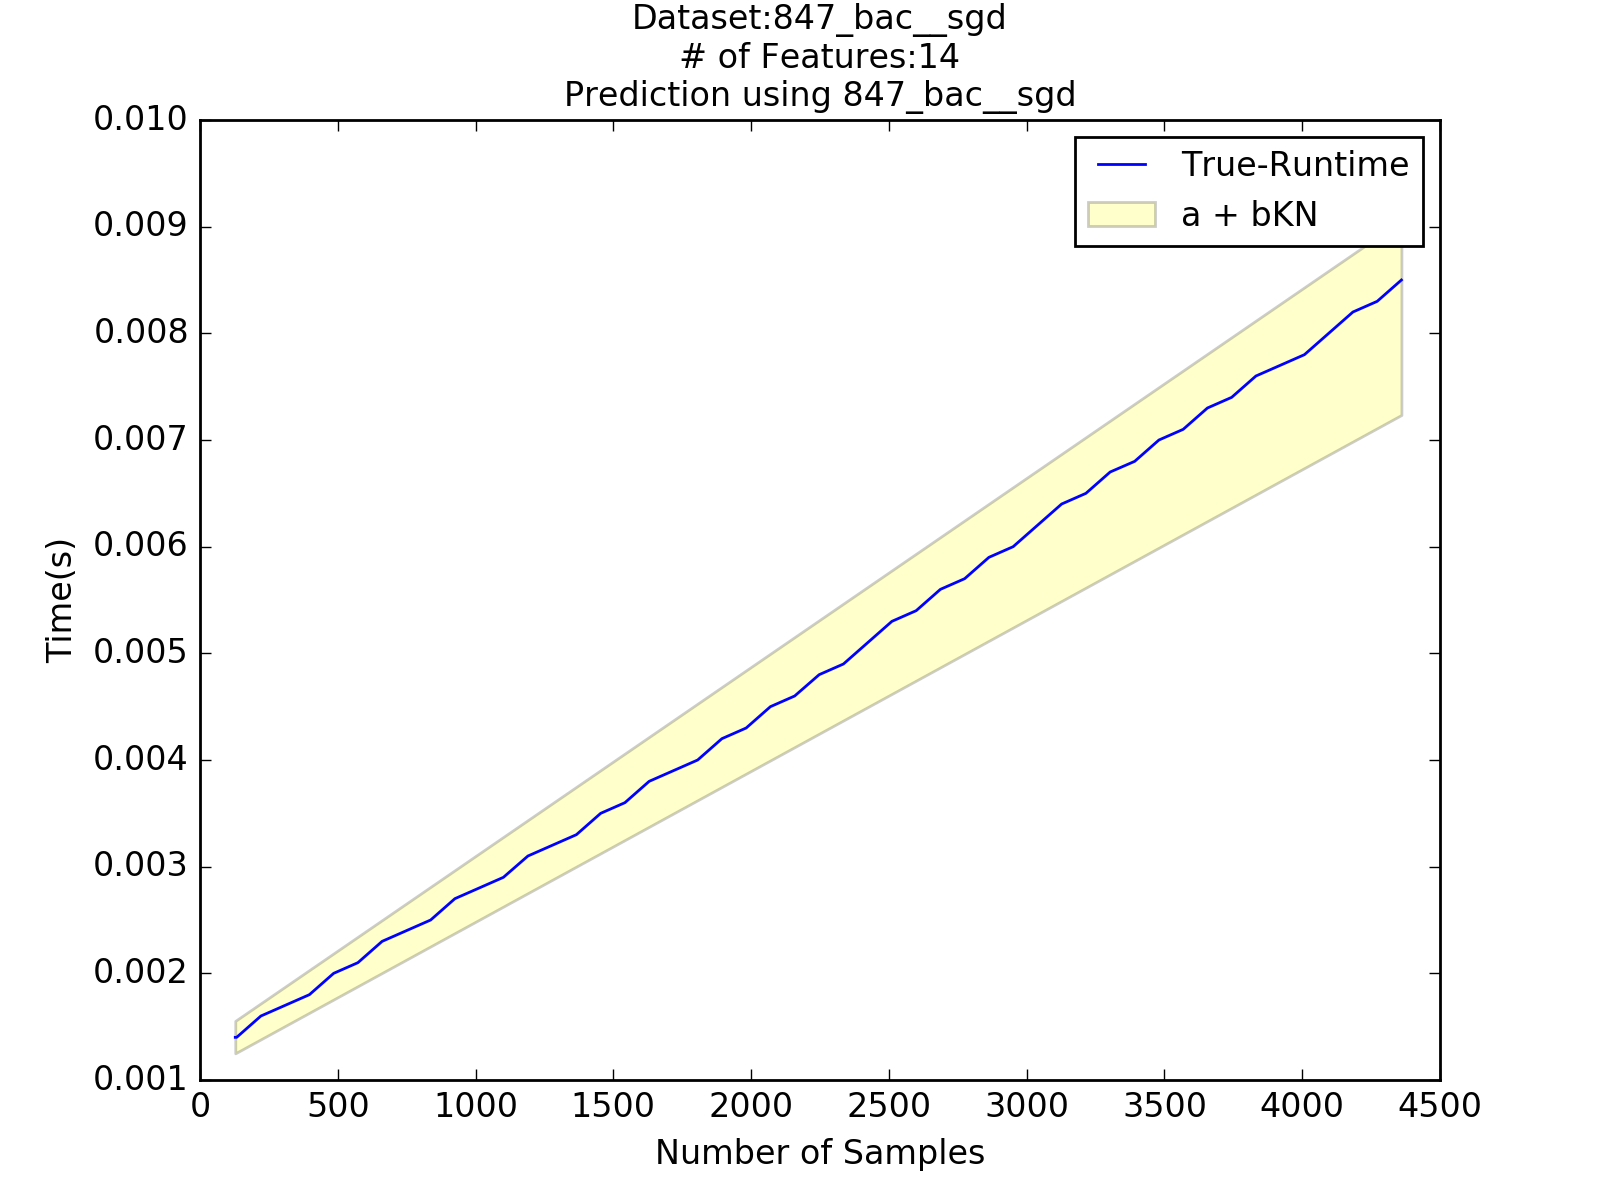 Dataset:847_bac__sgd
# of Features:14
Prediction using 847_bac__sgd
True-Runtime
a + bKN
0.010
0.009
0.008
0.007
0.006
0.005
0.004
0.003
0.002
0.001
Time(s)
0 500 1000 1500 2000 2500 3000 3500 4000 4500
Number of Samples